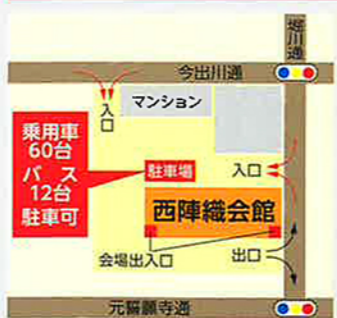 堀川通
今出川通
入口
マンション
乗用車
60台
バス
12台
駐車可
駐車場
入口
西陣織会館
会場出入口
出口
元誓願寺通